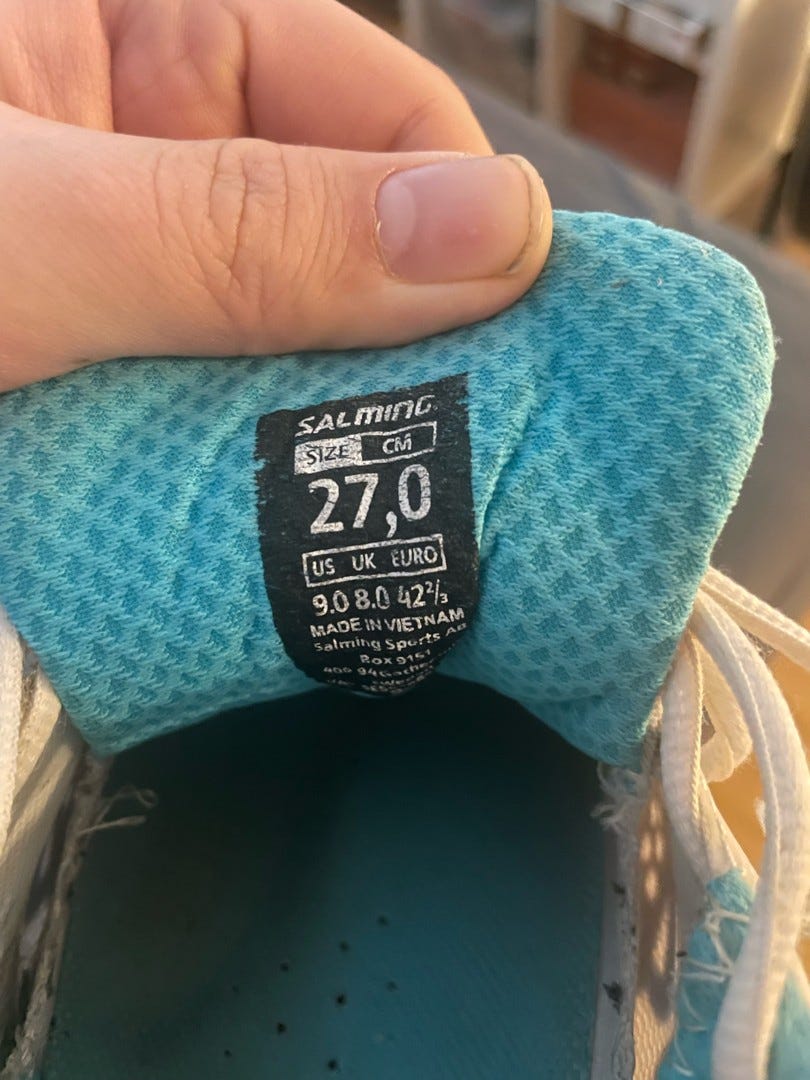 SALMING
SIZE CM
27,0
US UK EURO
9.0 8.0 42⅔
MADE IN VIETNAM
Salming Sports AB
Box 9151